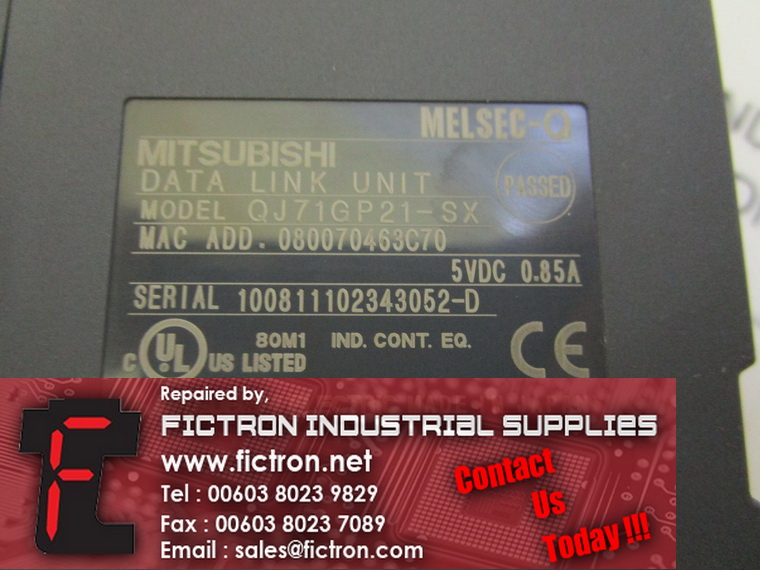 MELSEC-Q
MITSUBISHI
DATA LINK UNIT
PASSED
MODEL QJ71GP21-SX
MAC ADD. 080070463C70
5VDC 0.85A
SERIAL 100811102343052-D
C UL US LISTED
80M1 IND. CONT. EQ.
CE
Repaired by,
FICTRON INDUSTRIAL SUPPLIES
www.fictron.net
Tel : 00603 8023 9829
Fax : 00603 8023 7089
Email : sales@fictron.com
Contact
Us
Today !!!